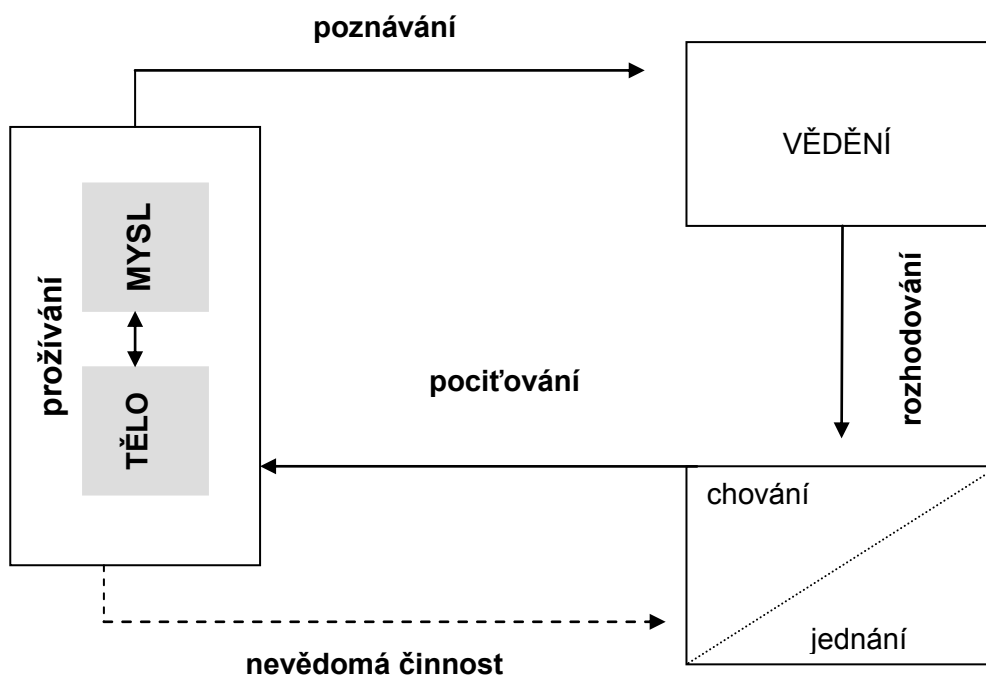 poznávání
VĚDĚNÍ
prožívání
MYSL
TĚLO
rozhodování
pociťování
chování
jednání
nevědomá činnost